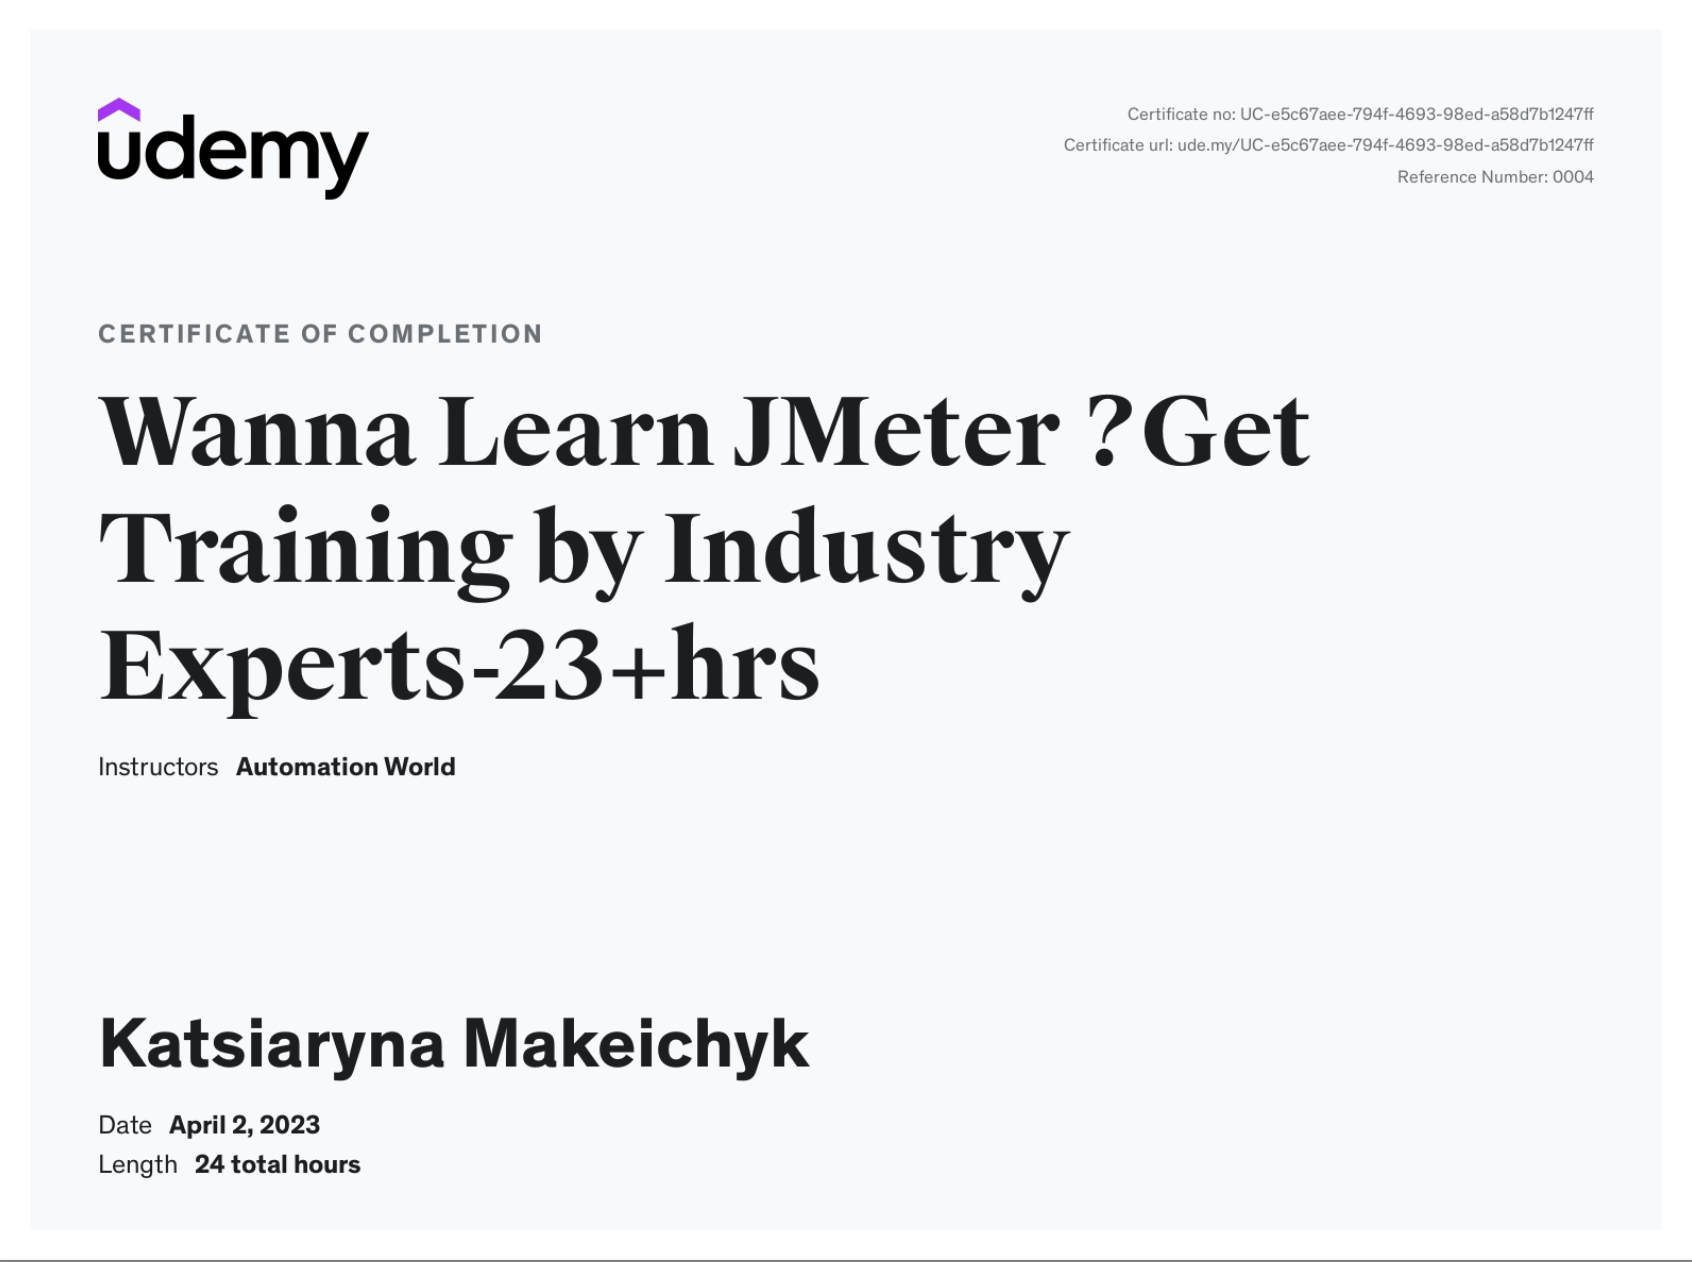 udemy
Certificate no: UC-e5c67aee-794f-4693-98ed-a58d7b1247ff
Certificate url: ude.my/UC-e5c67aee-794f-4693-98ed-a58d7b1247ff
Reference Number: 0004
CERTIFICATE OF COMPLETION
Wanna Learn JMeter ?Get
Training by Industry
Experts-23+hrs
Instructors Automation World
Katsiaryna Makeichyk
Date April 2, 2023
Length 24 total hours